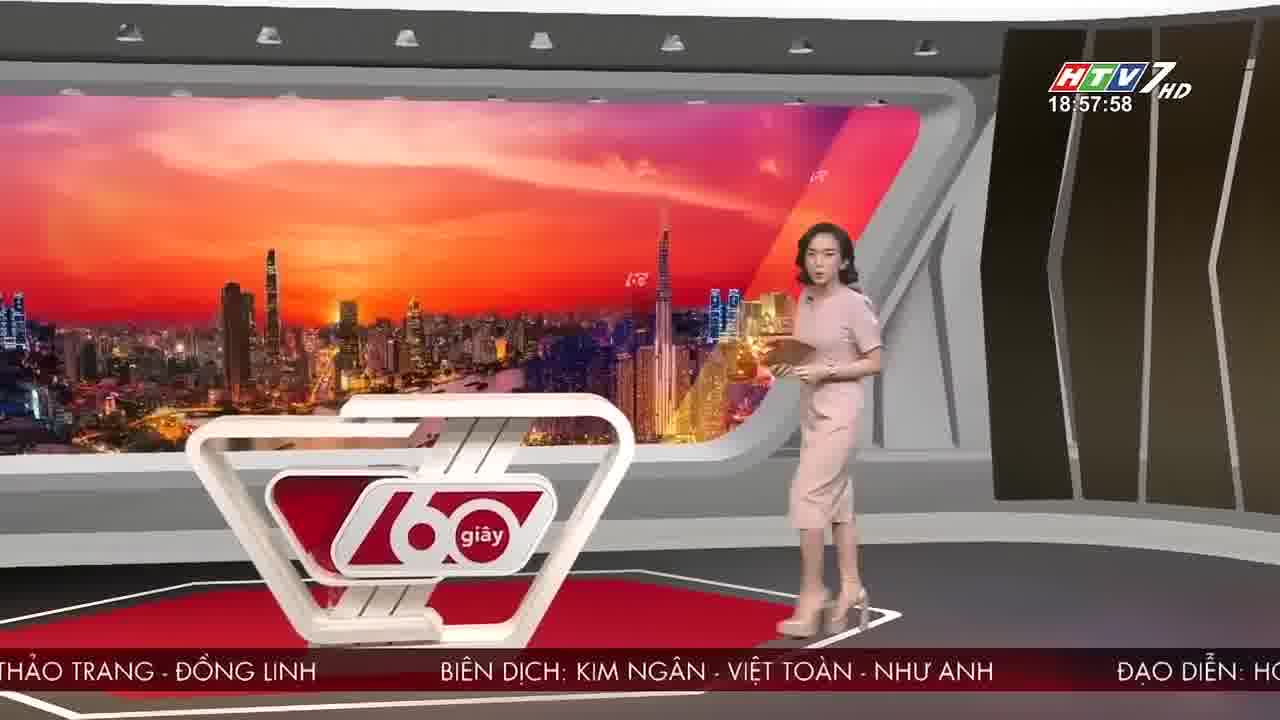 HTV7 HD
18:57:58
60
giây
THẢO TRANG - ĐỒNG LINH BIÊN DỊCH: KIM NGÂN - VIỆT TOÀN - NHƯ ANH ĐẠO DIỄN: